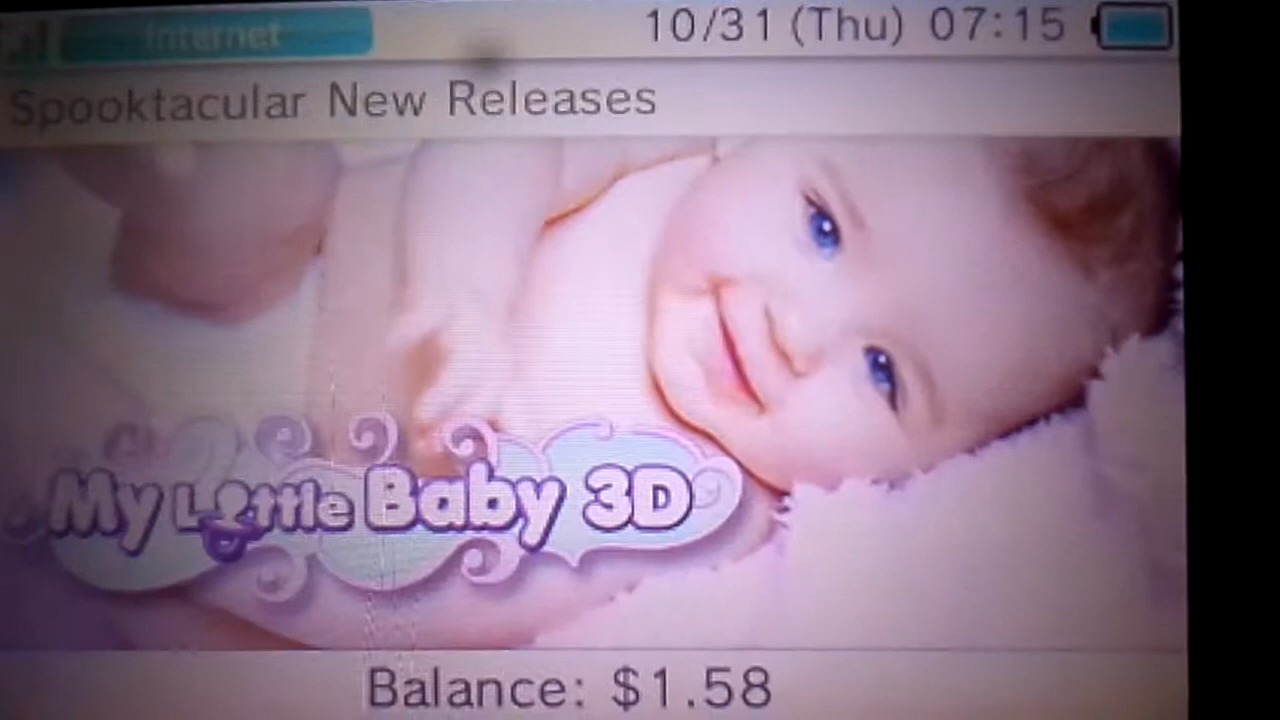 Internet 10/31 (Thu) 07:15
Spooktacular New Releases
My Little Baby 3D
Balance: $1.58